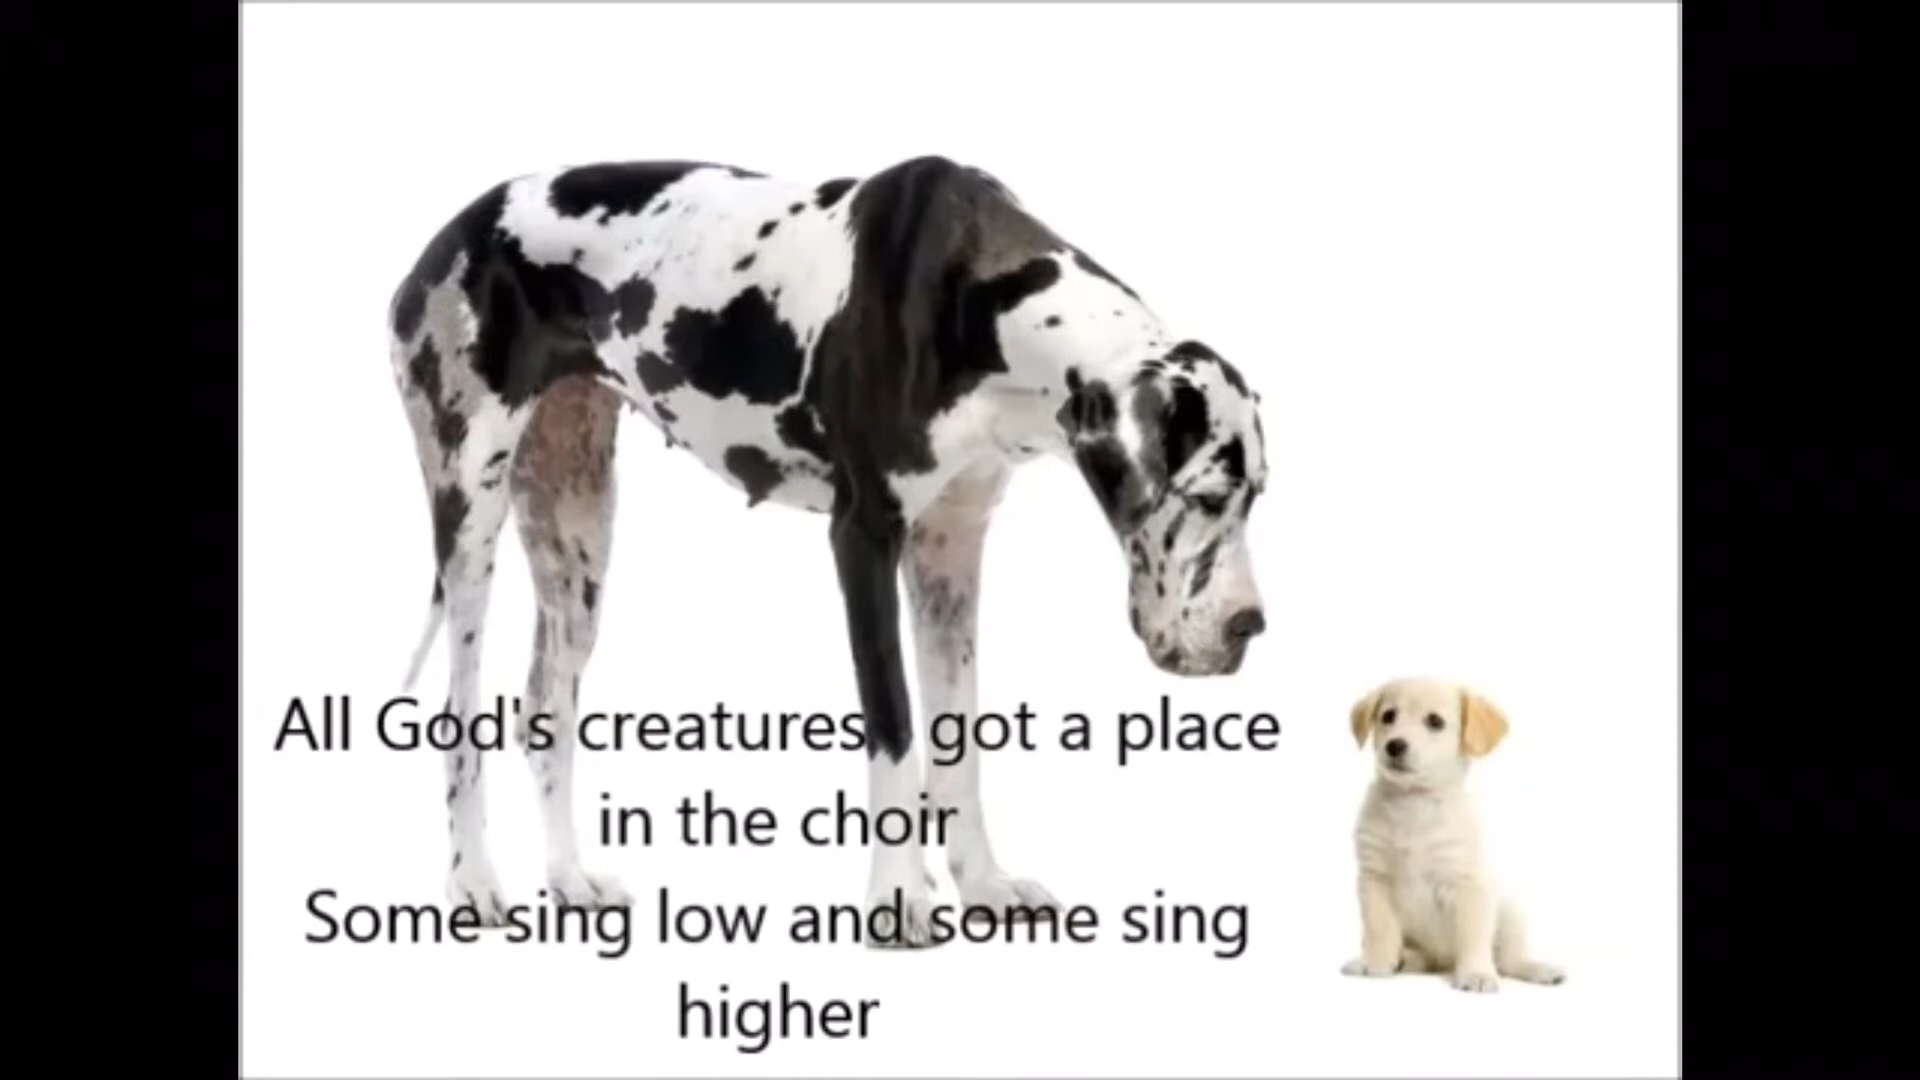 All God's creatures got a place
in the choir
Some sing low and some sing
higher